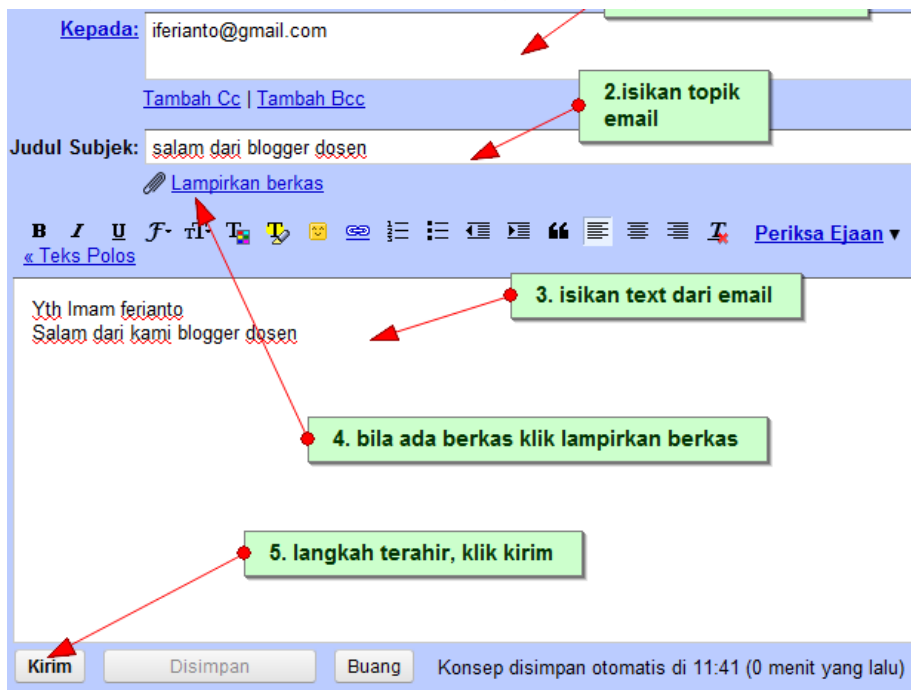 Kepada: iferianto@gmail.com
Tambah Cc | Tambah Bcc
2.isikan topik
email
Judul Subjek: salam dari blogger dosen
Lampirkan berkas
B I U Periksa Ejaan ▼
« Teks Polos
3. isikan text dari email
Yth Imam ferianto
Salam dari kami blogger dosen
4. bila ada berkas klik lampirkan berkas
5. langkah terahir, klik kirim
Kirim Disimpan Buang Konsep disimpan otomatis di 11:41 (0 menit yang lalu)